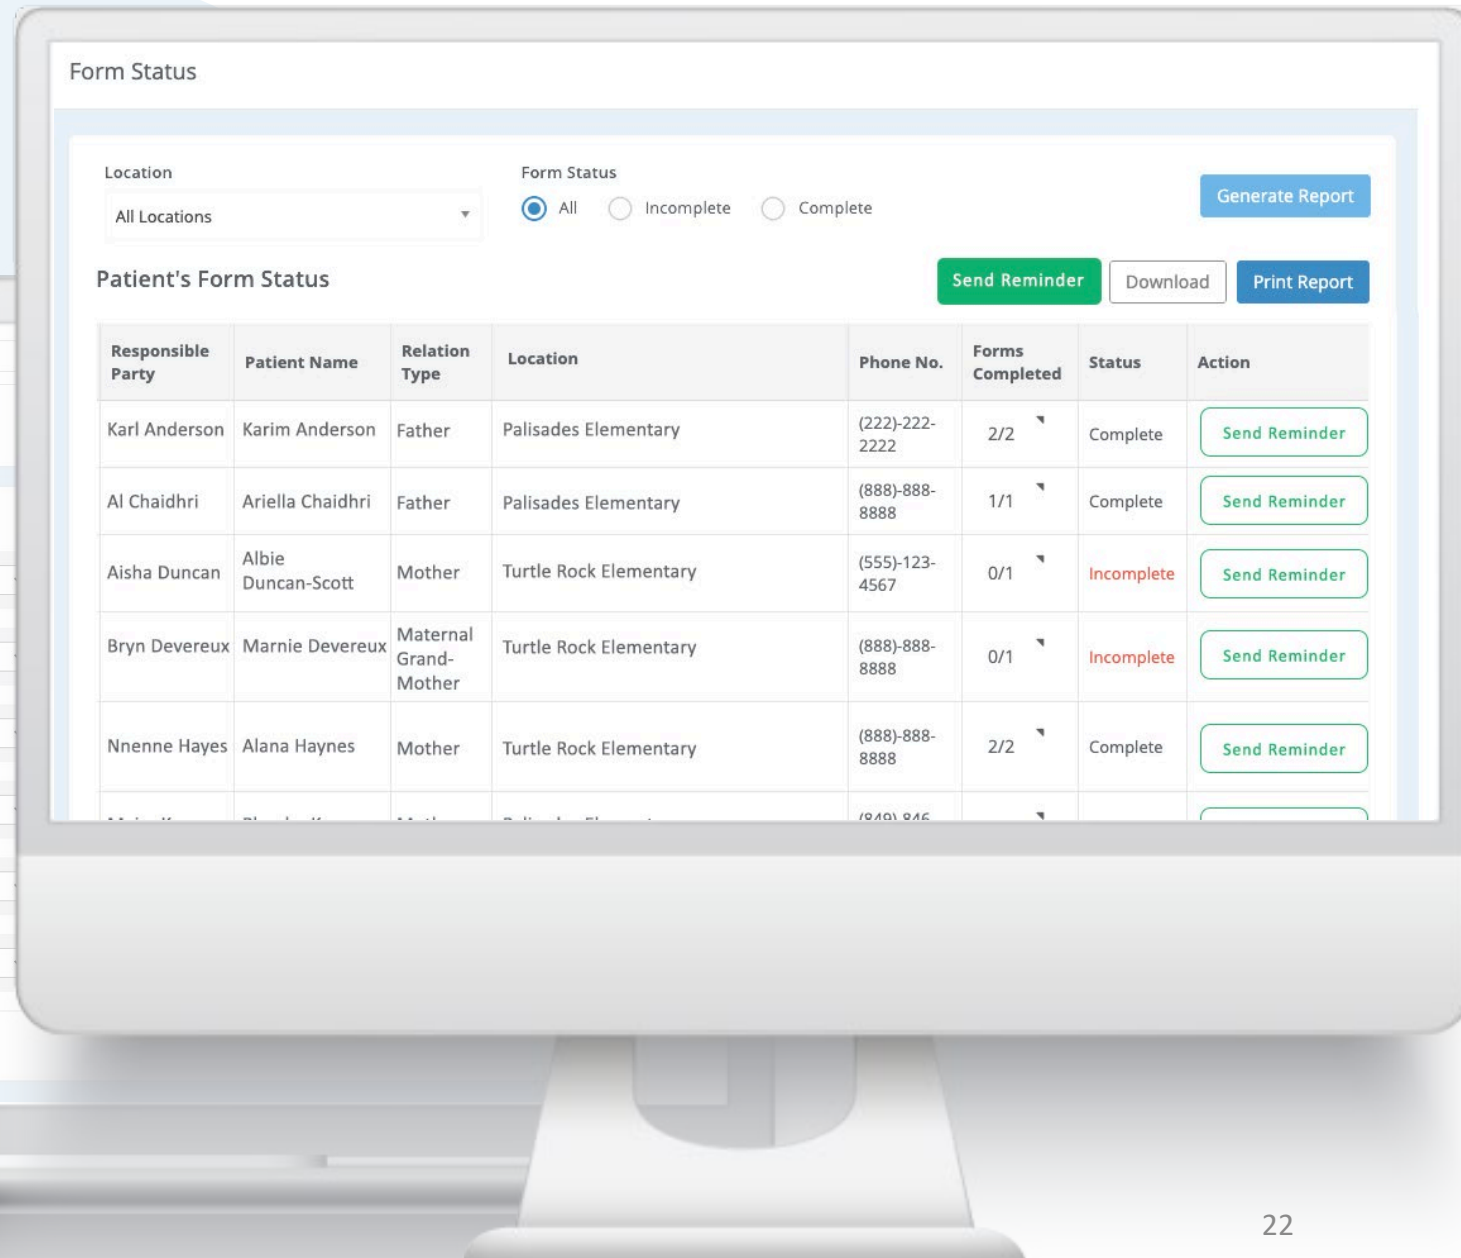 Form Status
Location
Form Status
All Locations
All
Incomplete
Complete
Generate Report
Patient's Form Status
Send Reminder
Download
Print Report
Responsible
Party
Patient Name
Relation
Type
Location
Phone No.
Forms
Completed
Status
Action
Karl Anderson
Karim Anderson
Father
Palisades Elementary
(222)-222-
2222
2/2
Complete
Send Reminder
Al Chaidhri
Ariella Chaidhri
Father
Palisades Elementary
(888)-888-
8888
1/1
Complete
Send Reminder
Aisha Duncan
Albie
Duncan-Scott
Mother
Turtle Rock Elementary
(555)-123-
4567
0/1
Incomplete
Send Reminder
Bryn Devereux
Marnie Devereux
Maternal
Grand-
Mother
Turtle Rock Elementary
(888)-888-
8888
0/1
Incomplete
Send Reminder
Nnenne Hayes
Alana Haynes
Mother
Turtle Rock Elementary
(888)-888-
8888
2/2
Complete
Send Reminder
(849)-846-
22